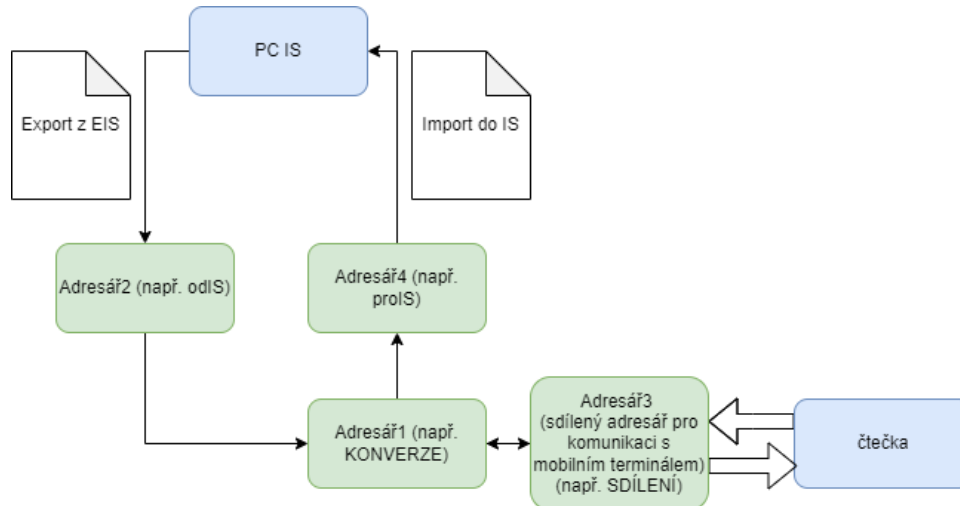 PC IS
Export z EIS
Import do IS
Adresář2 (např. odIS)
Adresář4 (např.
proIS)
Adresář1 (např.
KONVERZE)
Adresář3
(sdílený adresář pro
komunikaci s
mobilním terminálem)
(např. SDÍLENÍ)
čtečka